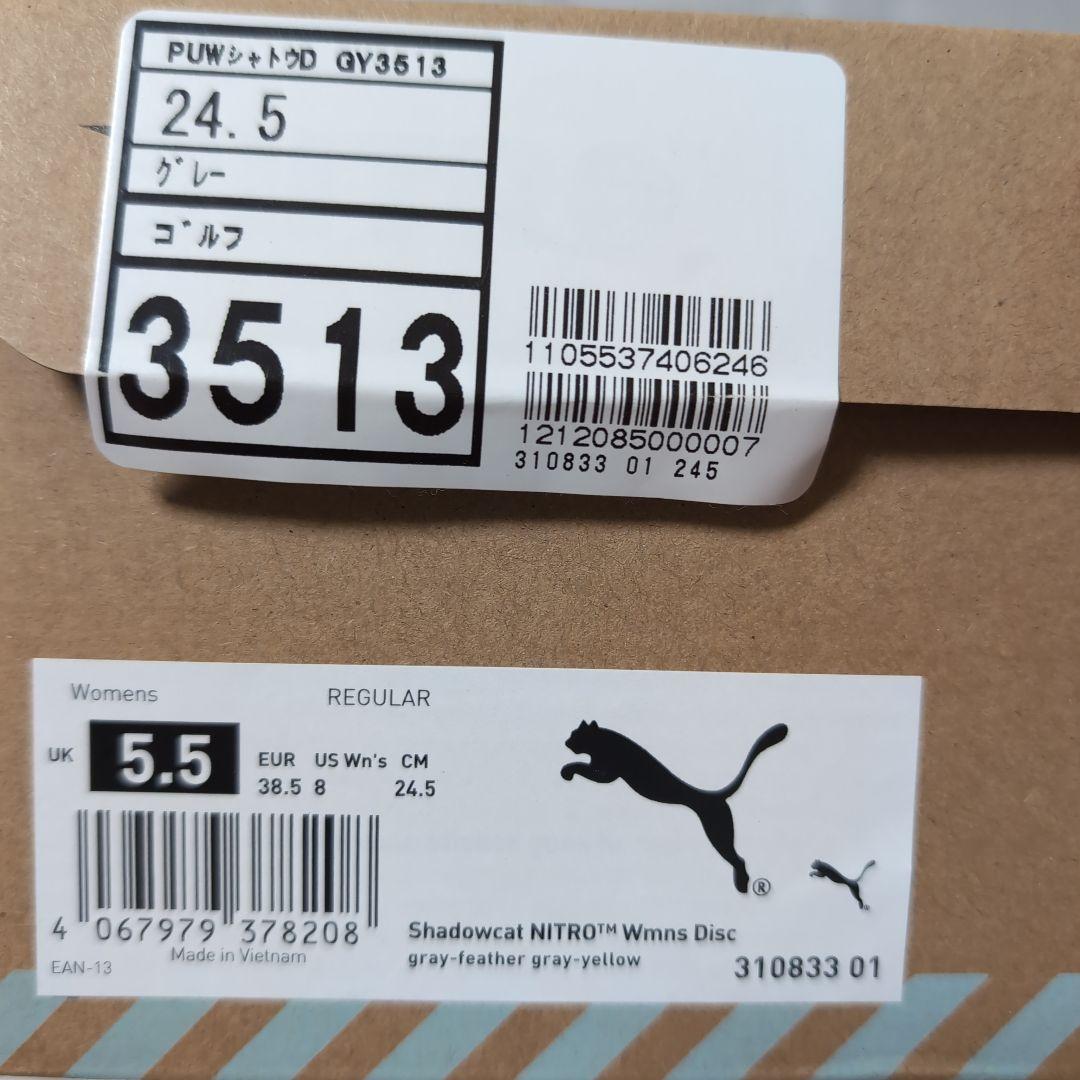 PUWシャトウD GY3513
24.5
グレー
ゴルフ
3513
1105537406246
1212085000007
310833 01 245
Womens REGULAR
UK 5.5 EUR US Wn's CM
38.5 8 24.5
4 067979 378208
Made in Vietnam
EAN-13
®
Shadowcat NITRO™ Wmns Disc
gray-feather gray-yellow
310833 01